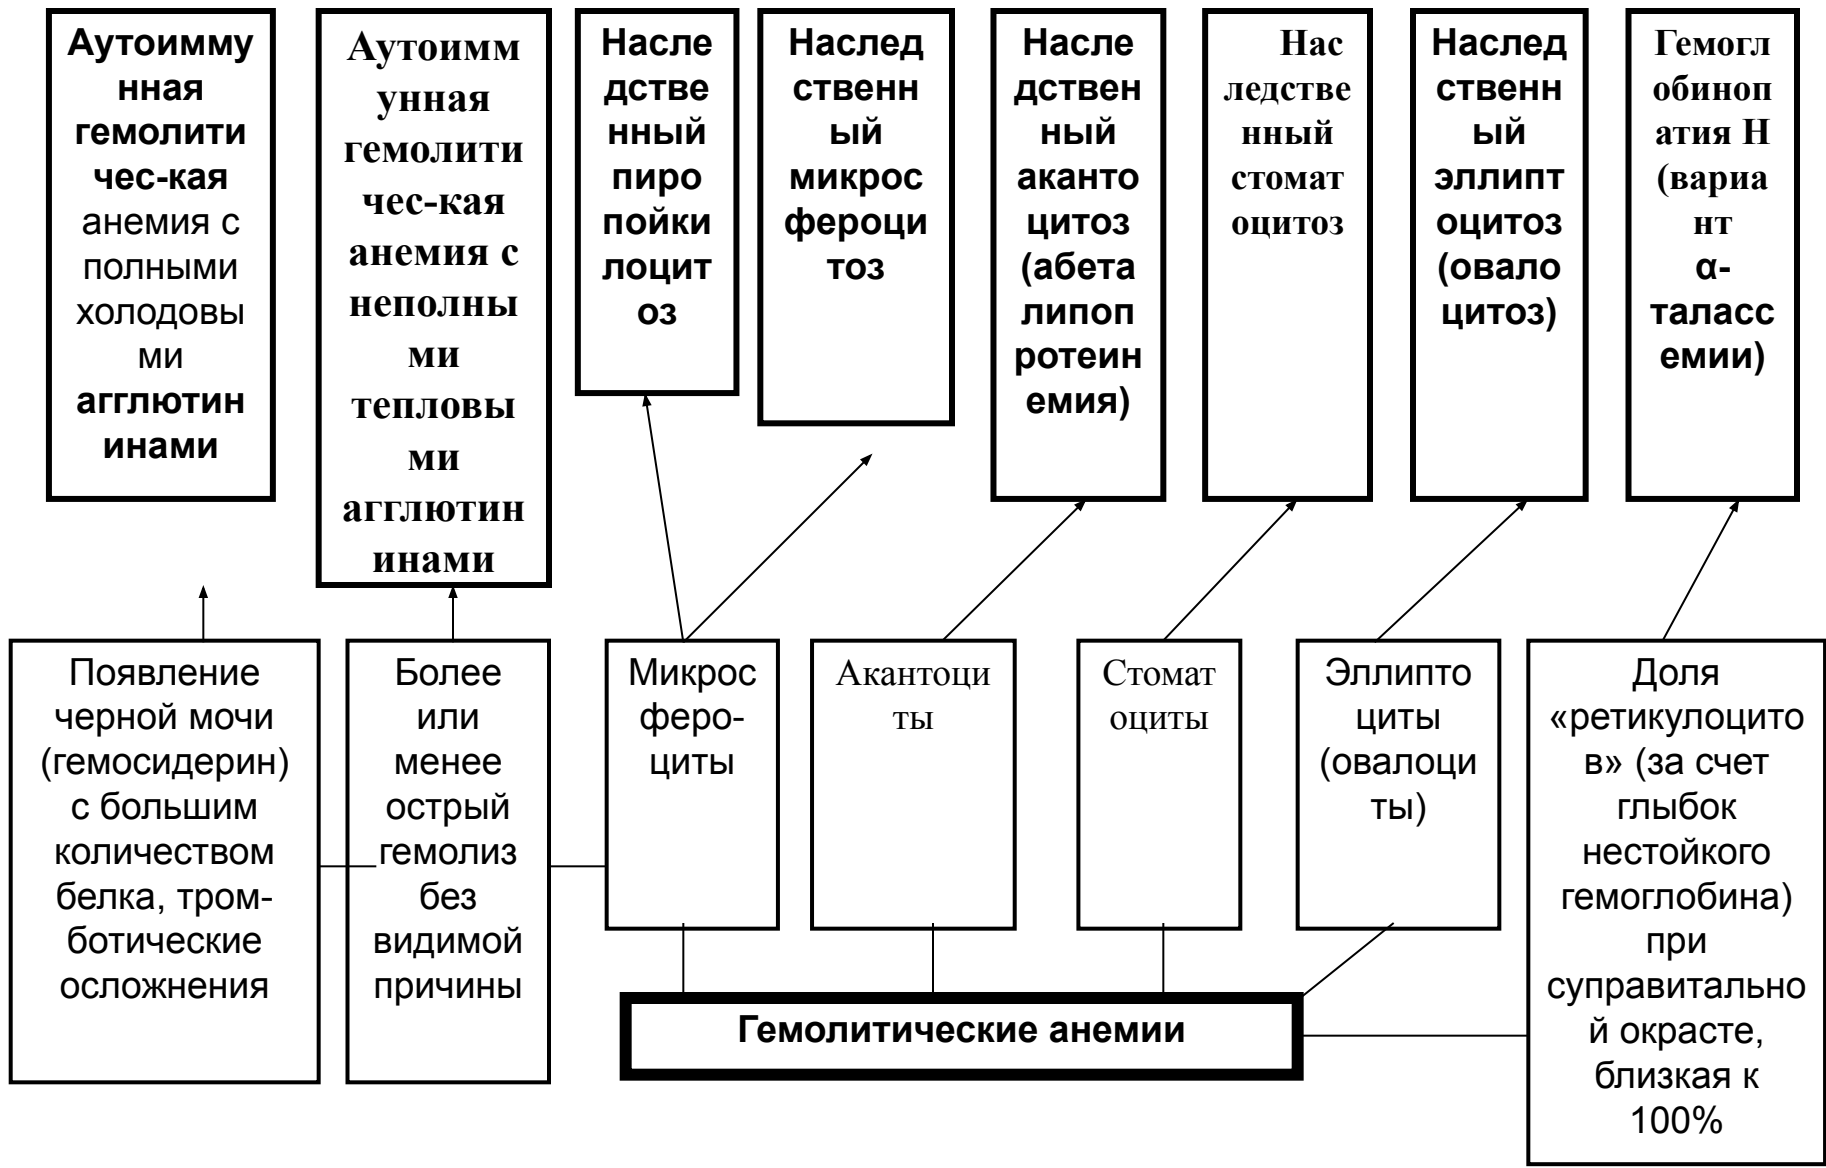 Аутоимму
нная
гемолити
чес-кая
анемия с
полными
холодовы
ми
агглютин
инами
Аутоимм
унная
гемолити
чес-кая
анемия с
неполны
ми
тепловы
ми
агглютин
инами
Насле
дстве
нный
пиро
пойки
лоцит
оз
Наслед
ственн
ый
микрос
фероци
тоз
Насле
дствен
ный
аканто
цитоз
(абета
липоп
ротеин
емия)
Нас
ледстве
нный
стомат
оцитоз
Наслед
ственн
ый
эллипт
оцитоз
(овало
цитоз)
Гемогл
обиноп
атия Н
(вариа
нт
α-
таласс
емии)
Появление
черной мочи
(гемосидерин)
с большим
количеством
белка, тром-
ботические
осложнения
Более
или
менее
острый
гемолиз
без
видимой
причины
Микрос
феро-
циты
Акантоци
ты
Стомат
оциты
Эллипто
циты
(овалоци
ты)
Доля
«ретикулоцито
в» (за счет
глыбок
нестойкого
гемоглобина)
при
суправитально
й окрасте,
близкая к
100%
Гемолитические анемии